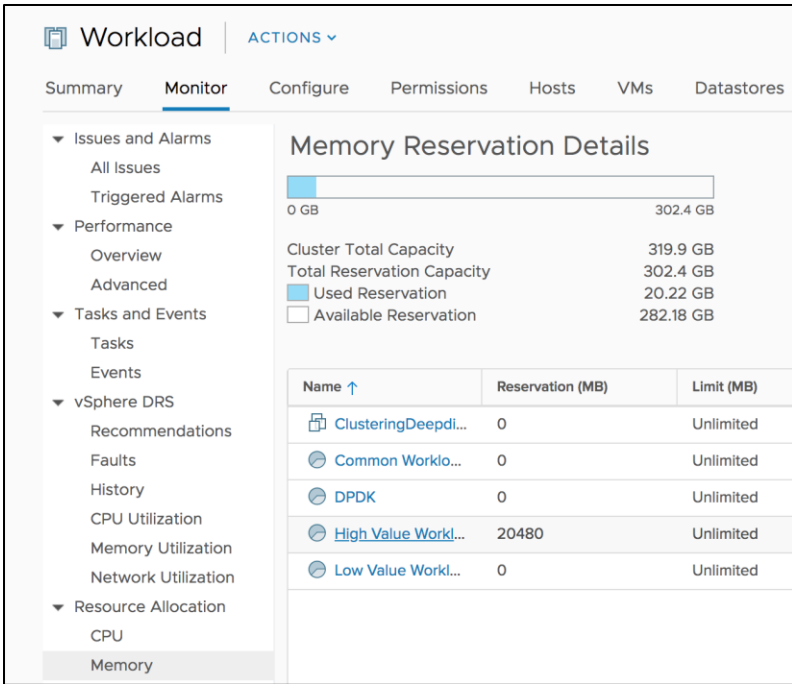 Workload ACTIONS
Summary Monitor Configure Permissions Hosts VMs Datastores
Issues and Alarms
All Issues
Triggered Alarms
Performance
Overview
Advanced
Tasks and Events
Tasks
Events
vSphere DRS
Recommendations
Faults
History
CPU Utilization
Memory Utilization
Network Utilization
Resource Allocation
CPU
Memory
Memory Reservation Details
0 GB 302.4 GB
Cluster Total Capacity 319.9 GB
Total Reservation Capacity 302.4 GB
Used Reservation 20.22 GB
Available Reservation 282.18 GB
Name ↑ Reservation (MB) Limit (MB)
ClusteringDeepdi... 0 Unlimited
Common Worklo... 0 Unlimited
DPDK 0 Unlimited
High Value Workl... 20480 Unlimited
Low Value Workl... 0 Unlimited